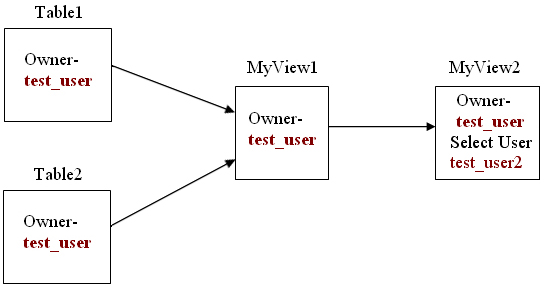 Table1
Owner-
test_user
MyView1
Owner-
test_user
MyView2
Owner-
test_user
Select User
test_user2
Table2
Owner-
test_user